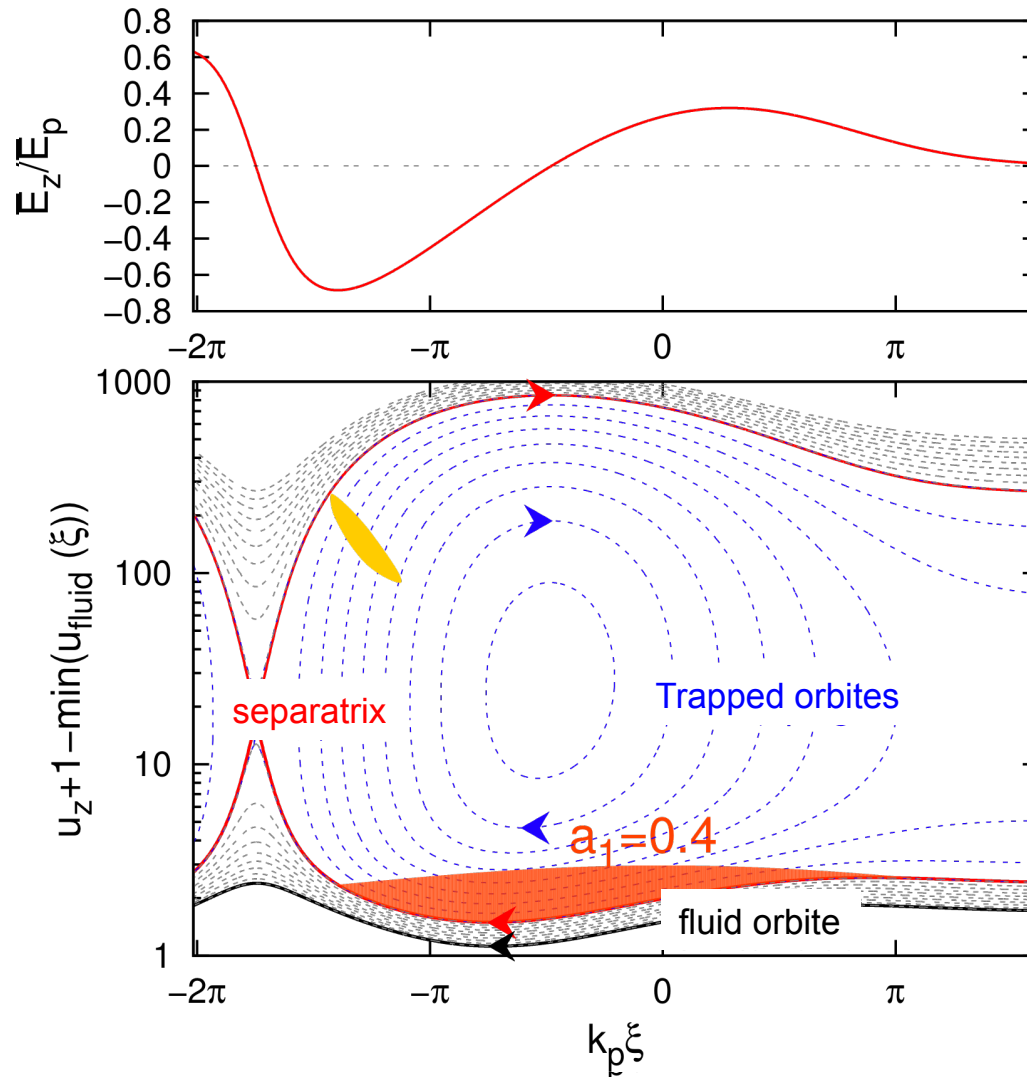 0.8
0.6
0.4
0.2
0
−0.2
−0.4
−0.6
−0.8
E_z/E_p
−2π −π 0 π
1000
100
10
1
u_z+1−min(u_fluid (ξ))
separatrix
Trapped orbites
a_1=0.4
fluid orbite
−2π −π 0 π
k_pξ